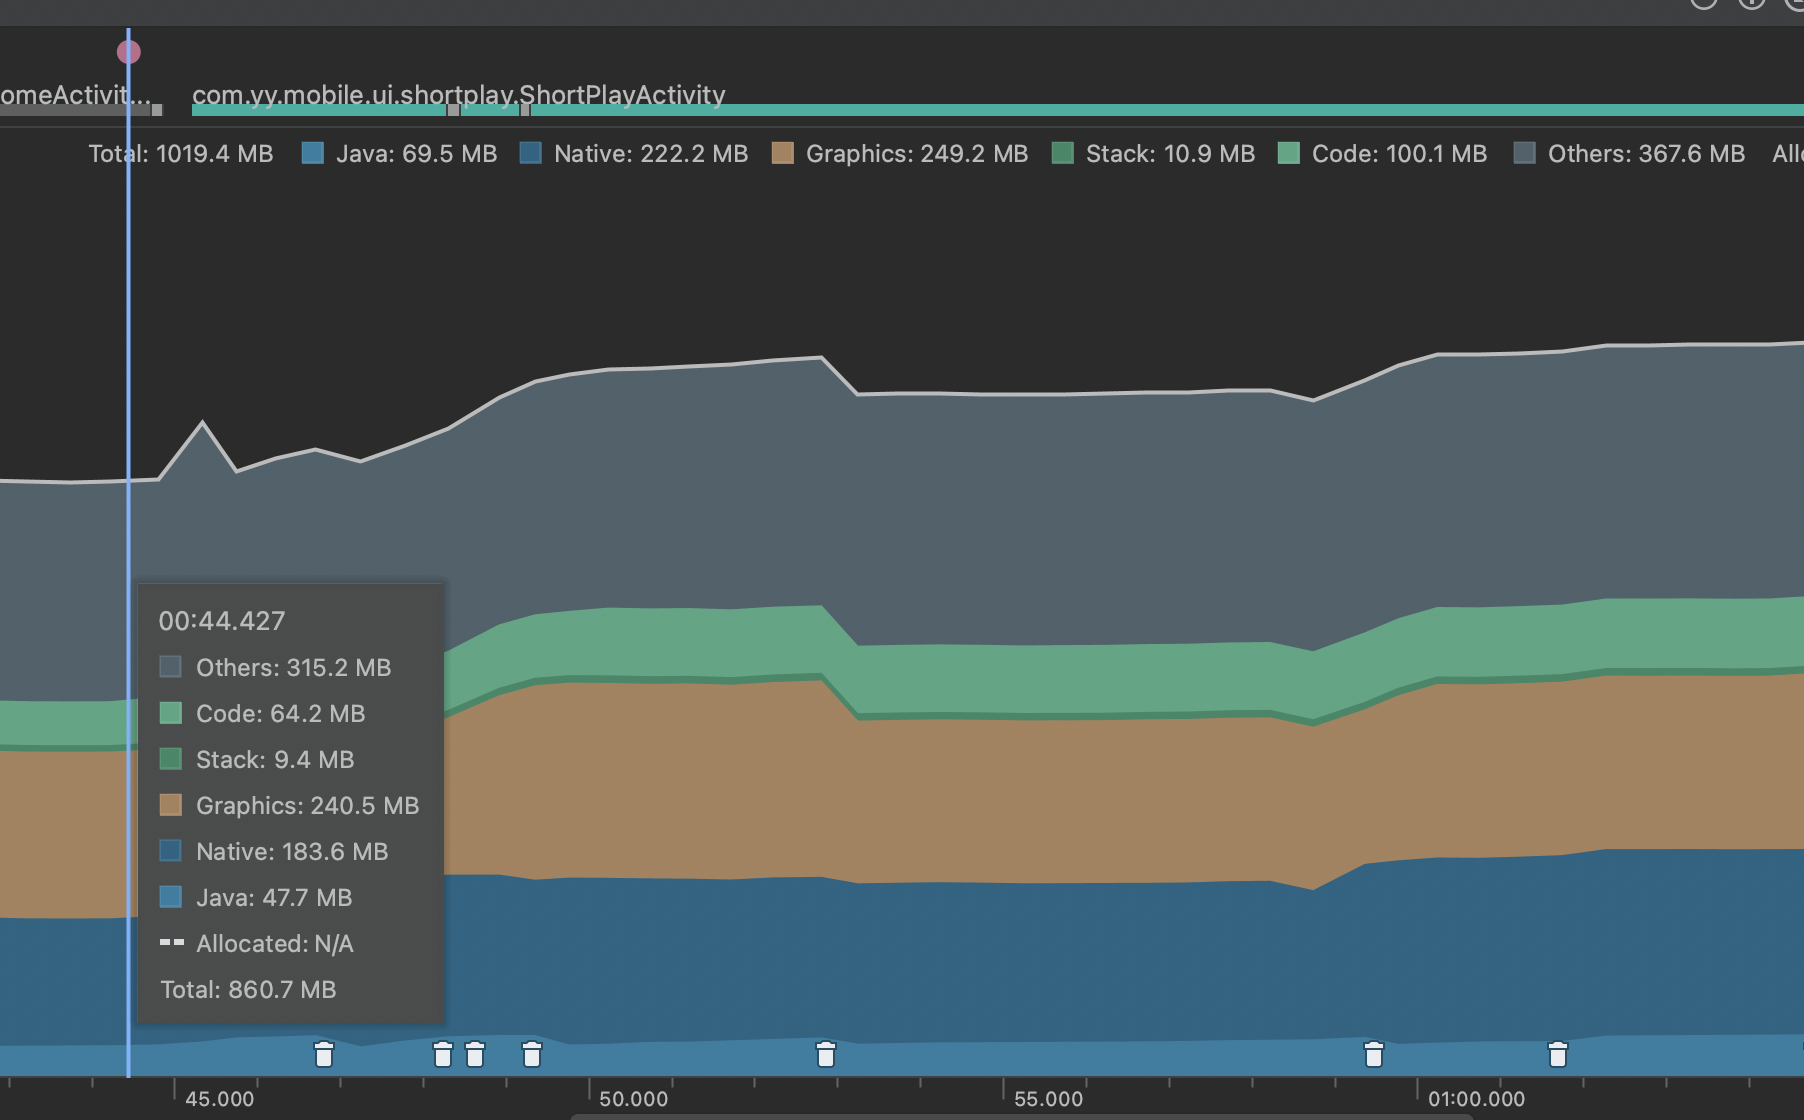 omeActivit...
com.yy.mobile.ui.shortplay.ShortPlayActivity
Total: 1019.4 MB Java: 69.5 MB Native: 222.2 MB Graphics: 249.2 MB Stack: 10.9 MB Code: 100.1 MB Others: 367.6 MB
00:44.427
Others: 315.2 MB
Code: 64.2 MB
Stack: 9.4 MB
Graphics: 240.5 MB
Native: 183.6 MB
Java: 47.7 MB
Allocated: N/A
Total: 860.7 MB
45.000 50.000 55.000 01:00.000